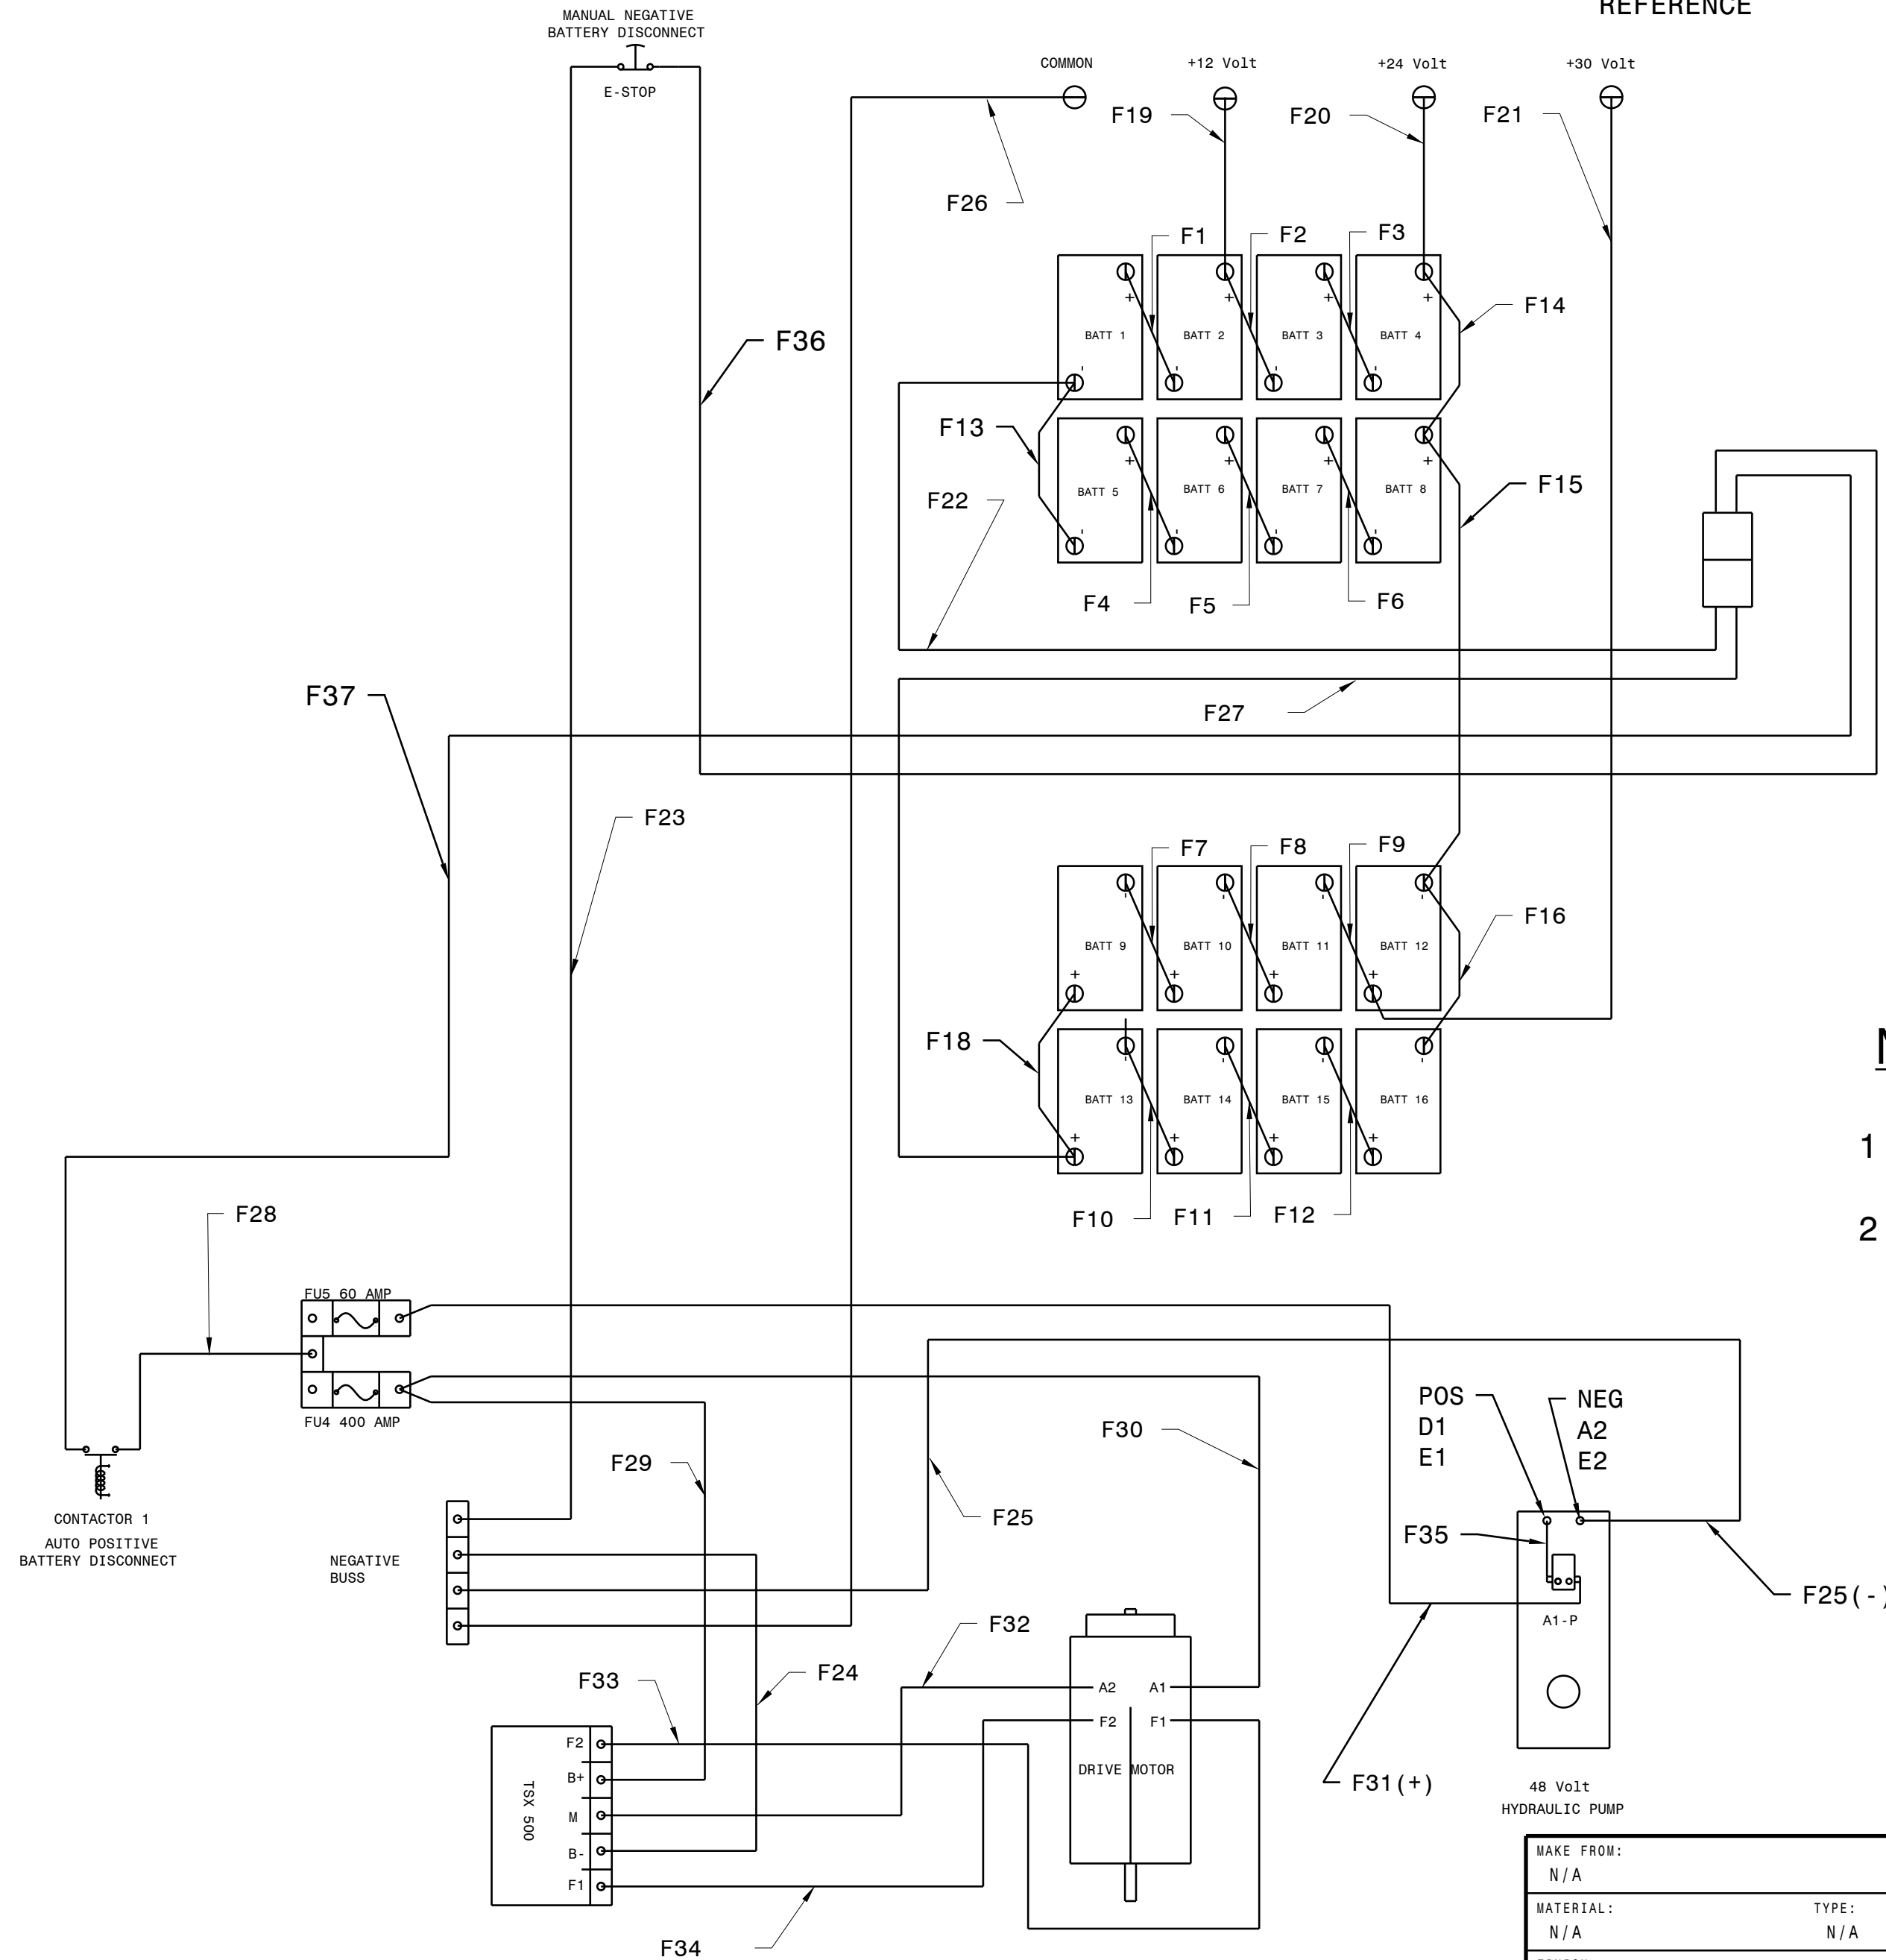 REFERENCE
MANUAL NEGATIVE
BATTERY DISCONNECT
E-STOP
COMMON
+12 Volt
+24 Volt
+30 Volt
F19
F20
F21
F26
F1
F2
F3
F14
F36
+
+
+
+
BATT 1
BATT 2
BATT 3
BATT 4
-
-
-
-
F13
+
+
+
+
F15
F22
BATT 5
BATT 6
BATT 7
BATT 8
-
-
-
-
F4
F5
F6
F37
F27
F23
F7
F8
F9
-
-
-
-
F16
BATT 9
BATT 10
BATT 11
BATT 12
+
+
+
+
F18
-
-
-
-
BATT 13
BATT 14
BATT 15
BATT 16
+
+
+
+
1
2
F10
F11
F12
F28
FU5 60 AMP
FU4 400 AMP
F30
F29
F25
POS
D1
E1
NEG
A2
E2
F35
F25(-)
A1-P
CONTACTOR 1
AUTO POSITIVE
BATTERY DISCONNECT
NEGATIVE
BUSS
F32
F24
F33
A2
A1
F2
F1
DRIVE MOTOR
F31(+)
48 Volt
HYDRAULIC PUMP
TSX 500
F2
B+
M
B-
F1
F34
MAKE FROM:
N/A
MATERIAL:
TYPE:
N/A
N/A